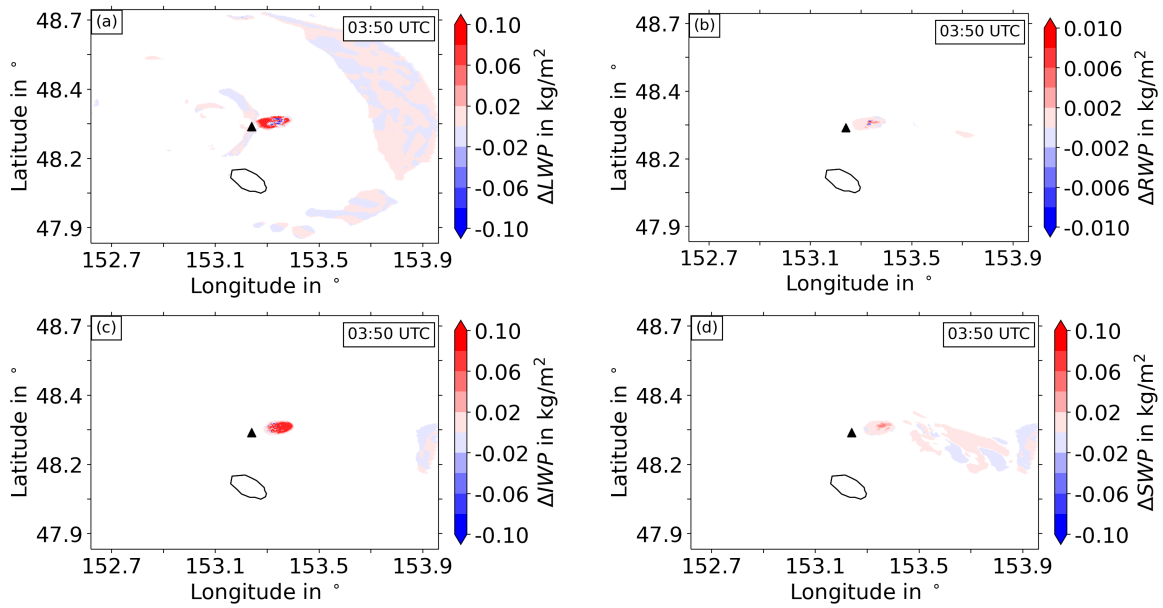 (a)
03:50 UTC
48.7
48.4
48.2
47.9
Latitude in °
152.7 153.1 153.5 153.9
Longitude in °
0.10
0.06
0.02
-0.02
-0.06
-0.10
ΔLWP in kg/m²
(b)
03:50 UTC
48.7
48.4
48.2
47.9
Latitude in °
152.7 153.1 153.5 153.9
Longitude in °
0.010
0.006
0.002
-0.002
-0.006
-0.010
ΔRWP in kg/m²
(c)
03:50 UTC
48.7
48.4
48.2
47.9
Latitude in °
152.7 153.1 153.5 153.9
Longitude in °
0.10
0.06
0.02
-0.02
-0.06
-0.10
ΔIWP in kg/m²
(d)
03:50 UTC
48.7
48.4
48.2
47.9
Latitude in °
152.7 153.1 153.5 153.9
Longitude in °
0.10
0.06
0.02
-0.02
-0.06
-0.10
ΔSWP in kg/m²